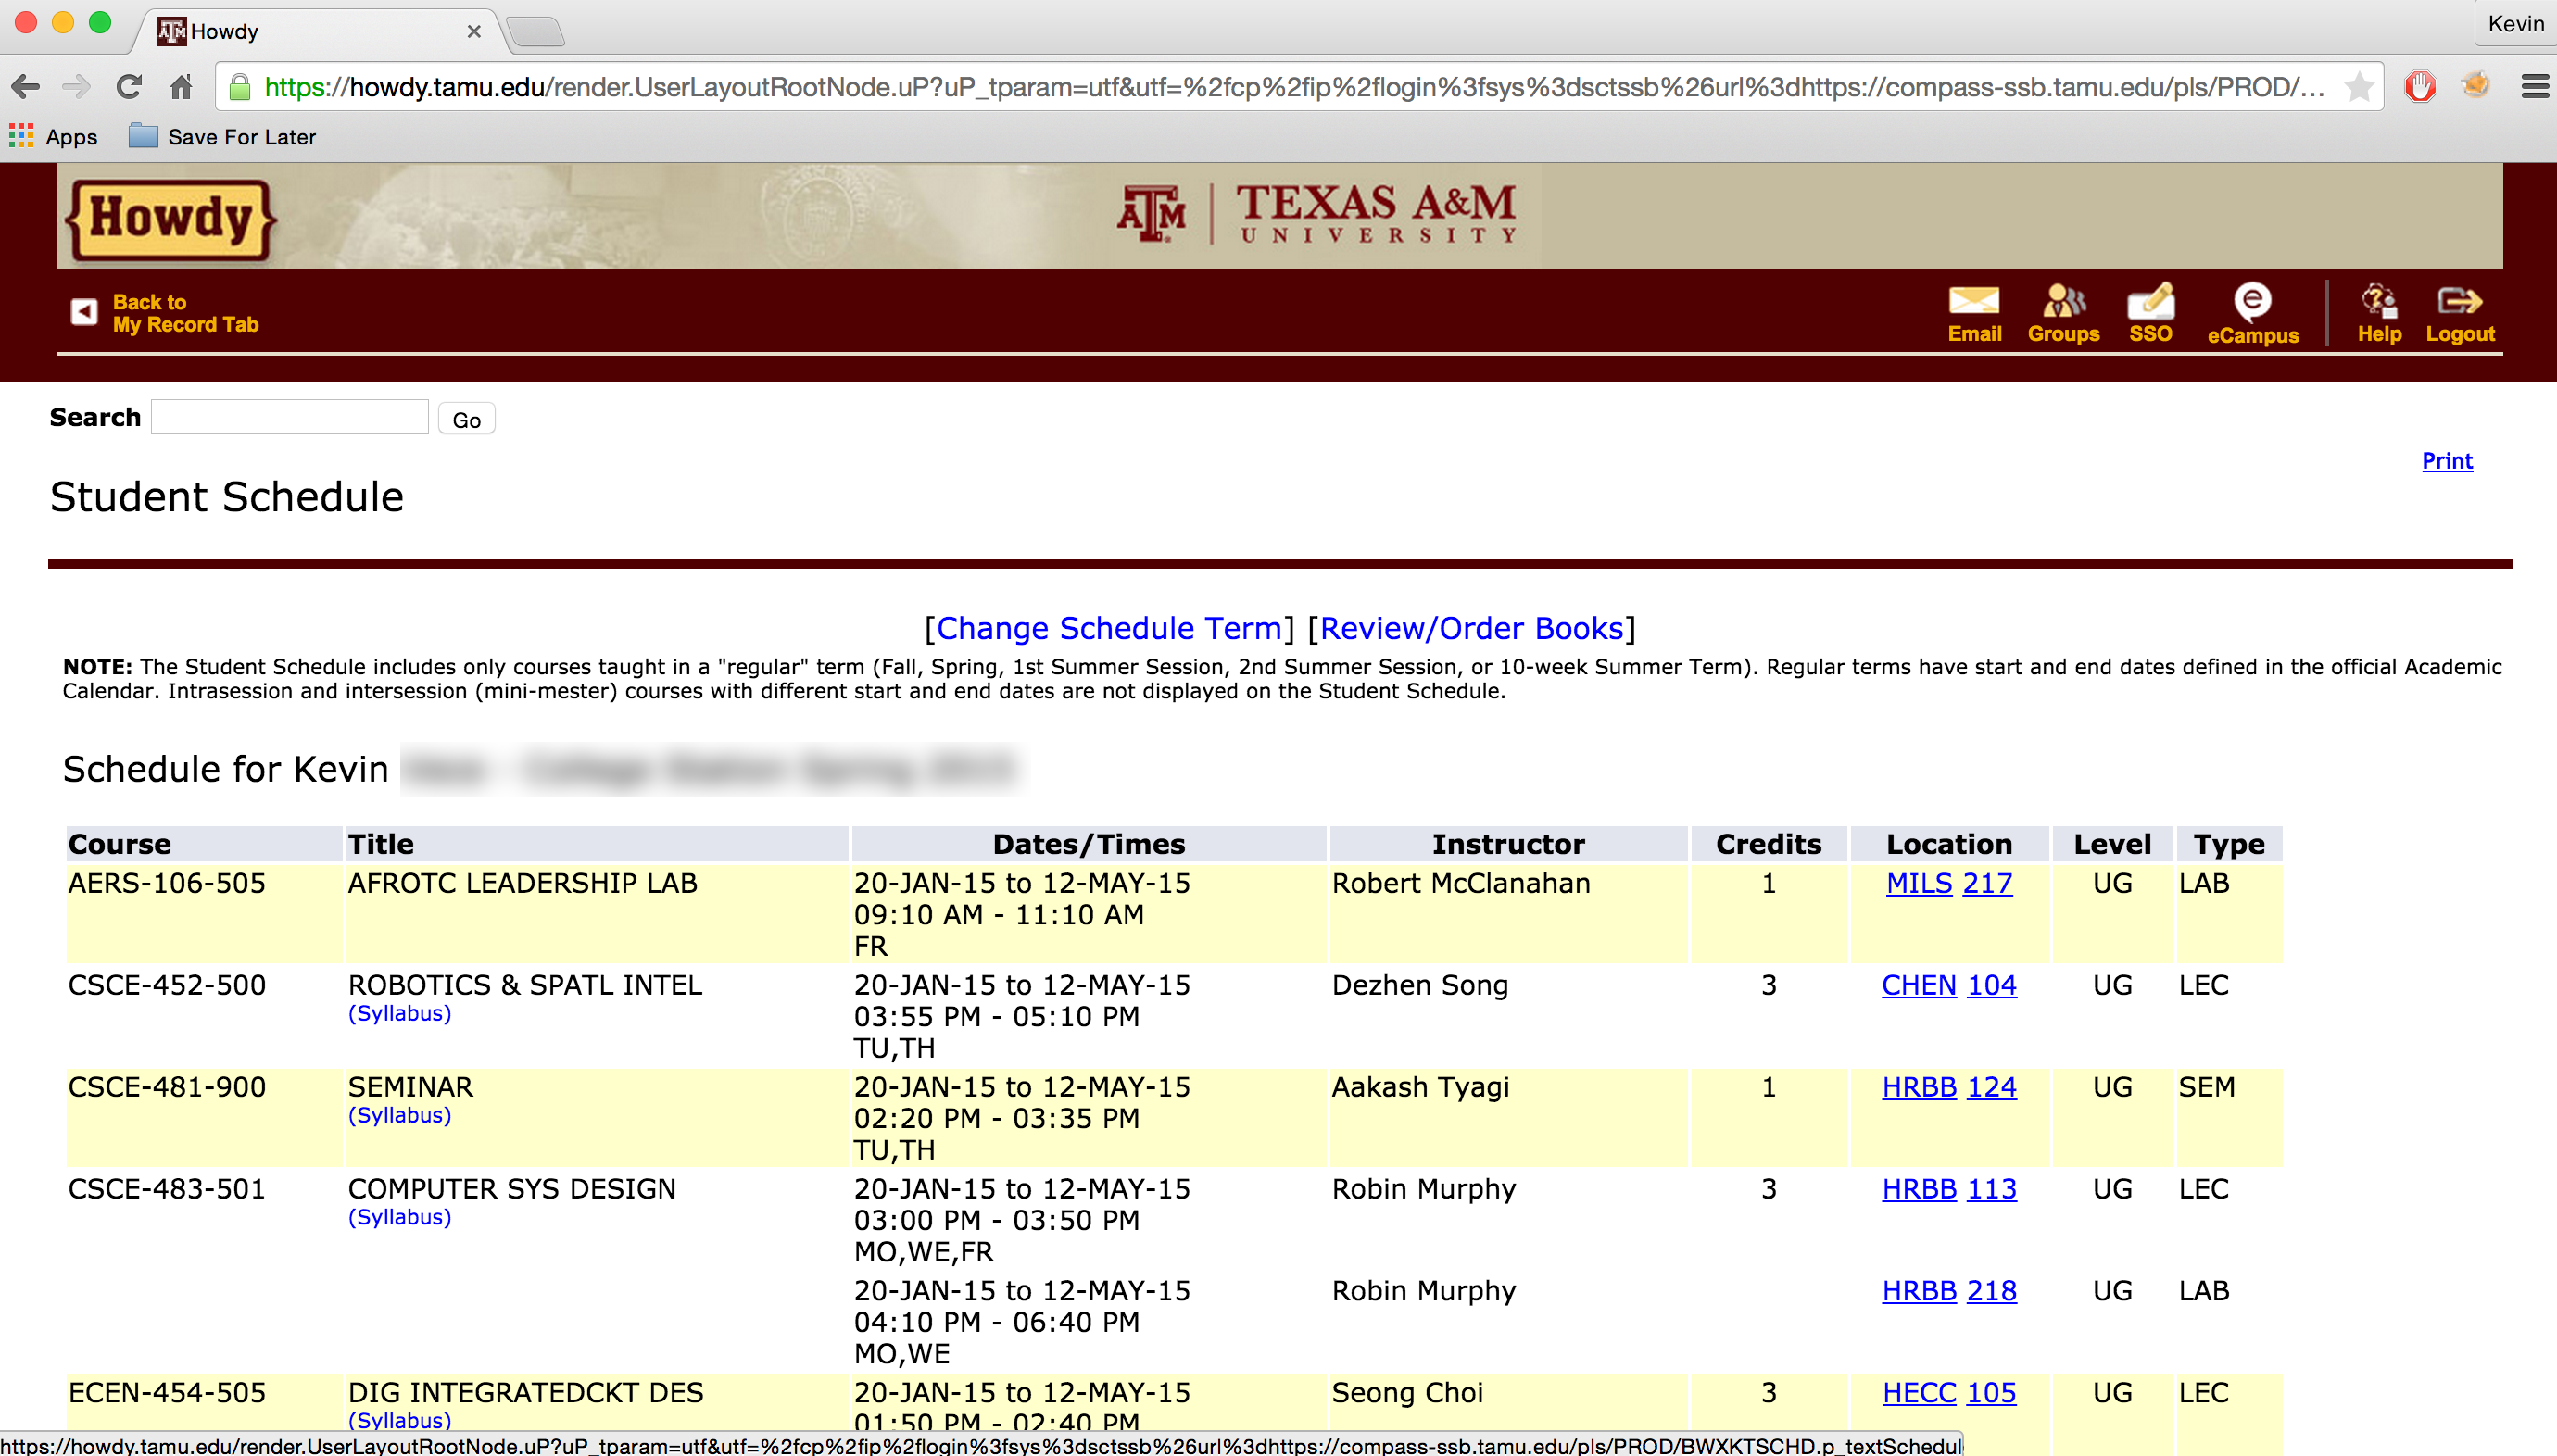 Howdy
Kevin
https://howdy.tamu.edu/render.UserLayoutRootNode.uP?uP_tparam=utf&utf=%2fcp%2fip%2flogin%3fsys%3dsctssb%26url%3dhttps://compass-ssb.tamu.edu/pls/PROD/...
Apps Save For Later
{Howdy} ATM. TEXAS A&M
UNIVERSITY
Back to
My Record Tab
Email Groups SSO eCampus Help Logout
Search Go
Print
Student Schedule
[Change Schedule Term] [Review/Order Books]
NOTE: The Student Schedule includes only courses taught in a "regular" term (Fall, Spring, 1st Summer Session, 2nd Summer Session, or 10-week Summer Term). Regular terms have start and end dates defined in the official Academic
Calendar. Intrasession and intersession (mini-mester) courses with different start and end dates are not displayed on the Student Schedule.
Schedule for Kevin
Course Title Dates/Times Instructor Credits Location Level Type
AERS-106-505 AFROTC LEADERSHIP LAB 20-JAN-15 to 12-MAY-15 Robert McClanahan 1 MILS 217 UG LAB
09:10 AM - 11:10 AM
FR
CSCE-452-500 ROBOTICS & SPATL INTEL 20-JAN-15 to 12-MAY-15 Dezhen Song 3 CHEN 104 UG LEC
(Syllabus) 03:55 PM - 05:10 PM
TU,TH
CSCE-481-900 SEMINAR 20-JAN-15 to 12-MAY-15 Aakash Tyagi 1 HRBB 124 UG SEM
(Syllabus) 02:20 PM - 03:35 PM
TU,TH
CSCE-483-501 COMPUTER SYS DESIGN 20-JAN-15 to 12-MAY-15 Robin Murphy 3 HRBB 113 UG LEC
(Syllabus) 03:00 PM - 03:50 PM
MO,WE,FR
20-JAN-15 to 12-MAY-15 Robin Murphy HRBB 218 UG LAB
04:10 PM - 06:40 PM
MO,WE
ECEN-454-505 DIG INTEGRATEDCKT DES 20-JAN-15 to 12-MAY-15 Seong Choi 3 HECC 105 UG LEC
(Syllabus) 01:50 PM - 02:40 PM
https://howdy.tamu.edu/render.UserLayoutRootNode.uP?uP_tparam=utf&utf=%2fcp%2fip%2flogin%3fsys%3dsctssb%26url%3dhttps://compass-ssb.tamu.edu/pls/PROD/BWXKTSCHD.p_textSchedul